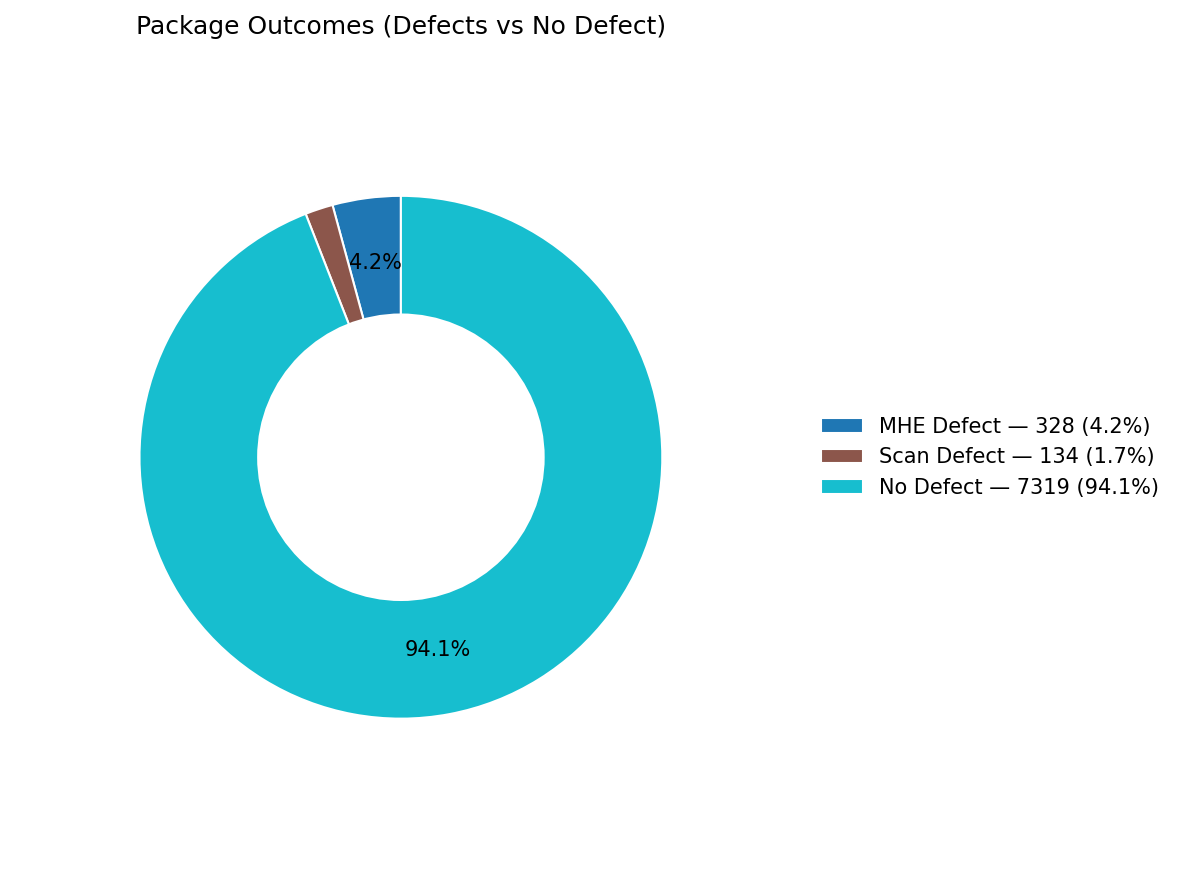 Package Outcomes (Defects vs No Defect)
4.2%
94.1%
MHE Defect — 328 (4.2%)
Scan Defect — 134 (1.7%)
No Defect — 7319 (94.1%)